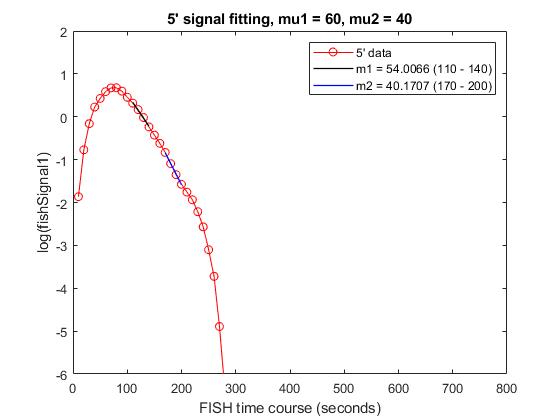 5' signal fitting, mu1 = 60, mu2 = 40
5' data
m1 = 54.0066 (110 - 140)
m2 = 40.1707 (170 - 200)
log(fishSignal1)
2
1
0
-1
-2
-3
-4
-5
-6
0 100 200 300 400 500 600 700 800
FISH time course (seconds)